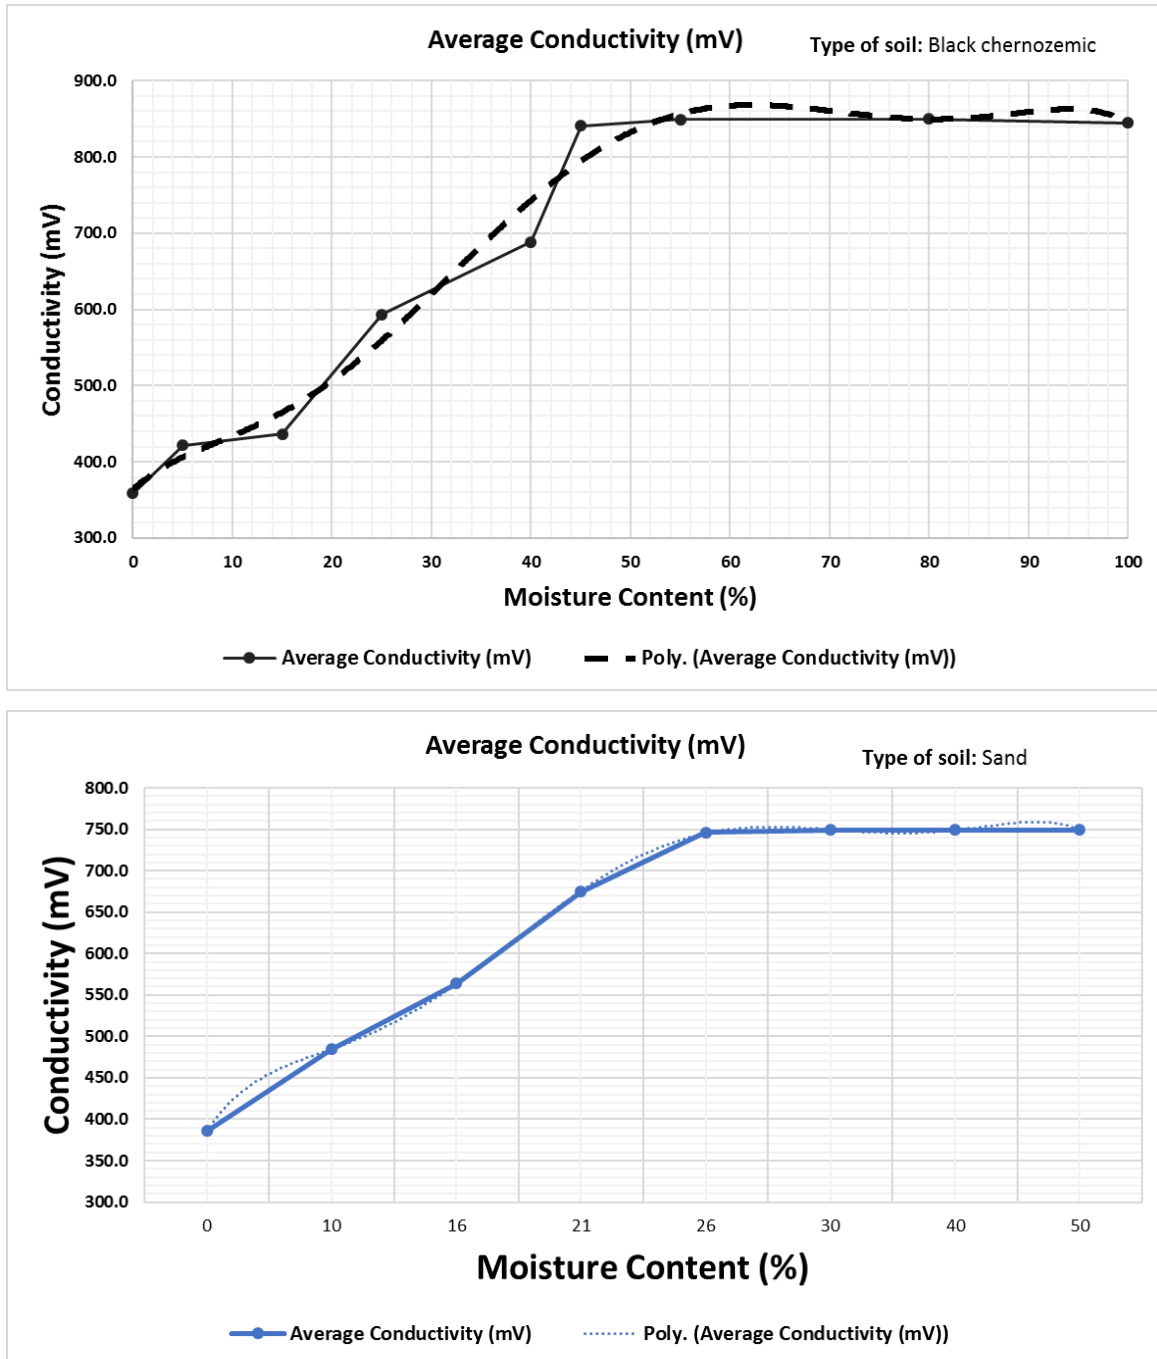 Average Conductivity (mV)
Type of soil: Black chernozemic
900.0
800.0
700.0
600.0
500.0
400.0
300.0
Conductivity (mV)
0 10 20 30 40 50 60 70 80 90 100
Moisture Content (%)
Average Conductivity (mV) Poly. (Average Conductivity (mV))
Average Conductivity (mV)
Type of soil: Sand
800.0
750.0
700.0
650.0
600.0
550.0
500.0
450.0
400.0
350.0
300.0
Conductivity (mV)
0 10 16 21 26 30 40 50
Moisture Content (%)
Average Conductivity (mV) Poly. (Average Conductivity (mV))